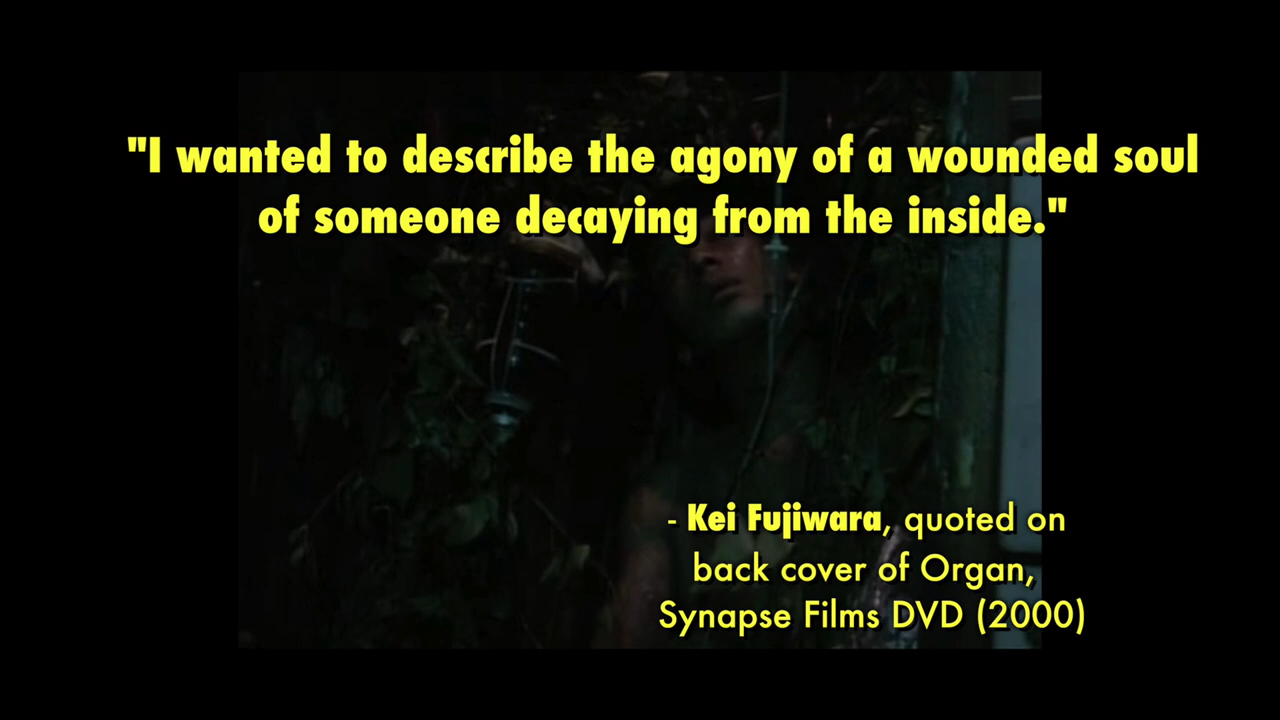 "I wanted to describe the agony of a wounded soul
of someone decaying from the inside."
- Kei Fujiwara, quoted on
back cover of Organ,
Synapse Films DVD (2000)